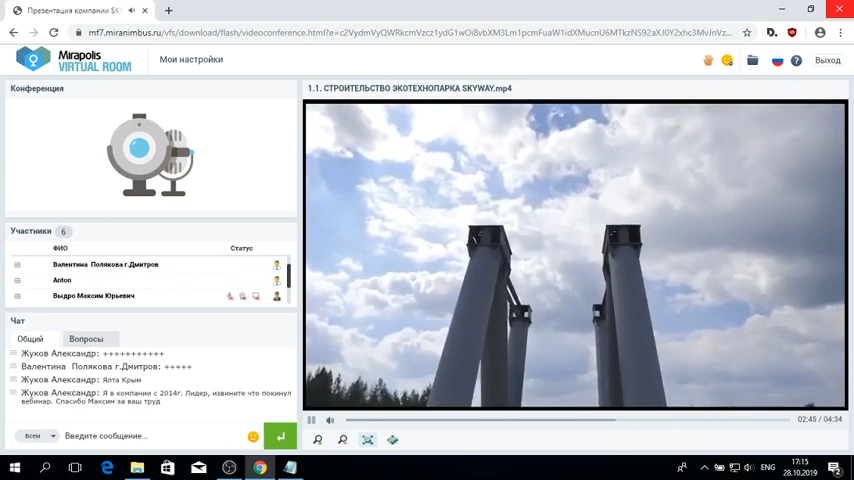 Презентация компании SK
mf7.miranimbus.ru/vfs/download/flash/videoconference.html?e=
Mirapolis
VIRTUAL ROOM
Мои настройки
Выход
Конференция
1.1. СТРОИТЕЛЬСТВО ЭКОТЕХНОПАРКА SKYWAY.mp4
Участники 6
ФИО Статус
Валентина Полякова г.Дмитров
Anton
Выдро Максим Юрьевич
Чат
Общий Вопросы
Жуков Александр: +++++++++++
Валентина Полякова г.Дмитров: +++++
Жуков Александр: Ялта Крым
Жуков Александр: Я в компании с 2014г. Лидер, извините что покинул
вебинар. Спасибо Максим за ваш труд
Всем Введите сообщение...
02:45 / 04:34
ENG
17:15
28.10.2019
2